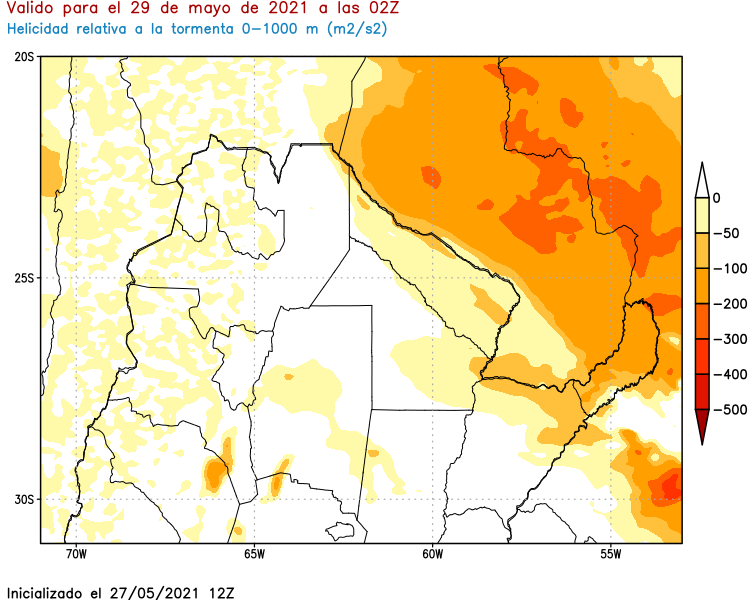 Valido para el 29 de mayo de 2021 a las 02Z
Helicidad relativa a la tormenta 0-1000 m (m2/s2)
20S
25S
30S
70W
65W
60W
55W
0
-50
-100
-200
-300
-400
-500
Inicializado el 27/05/2021 12Z